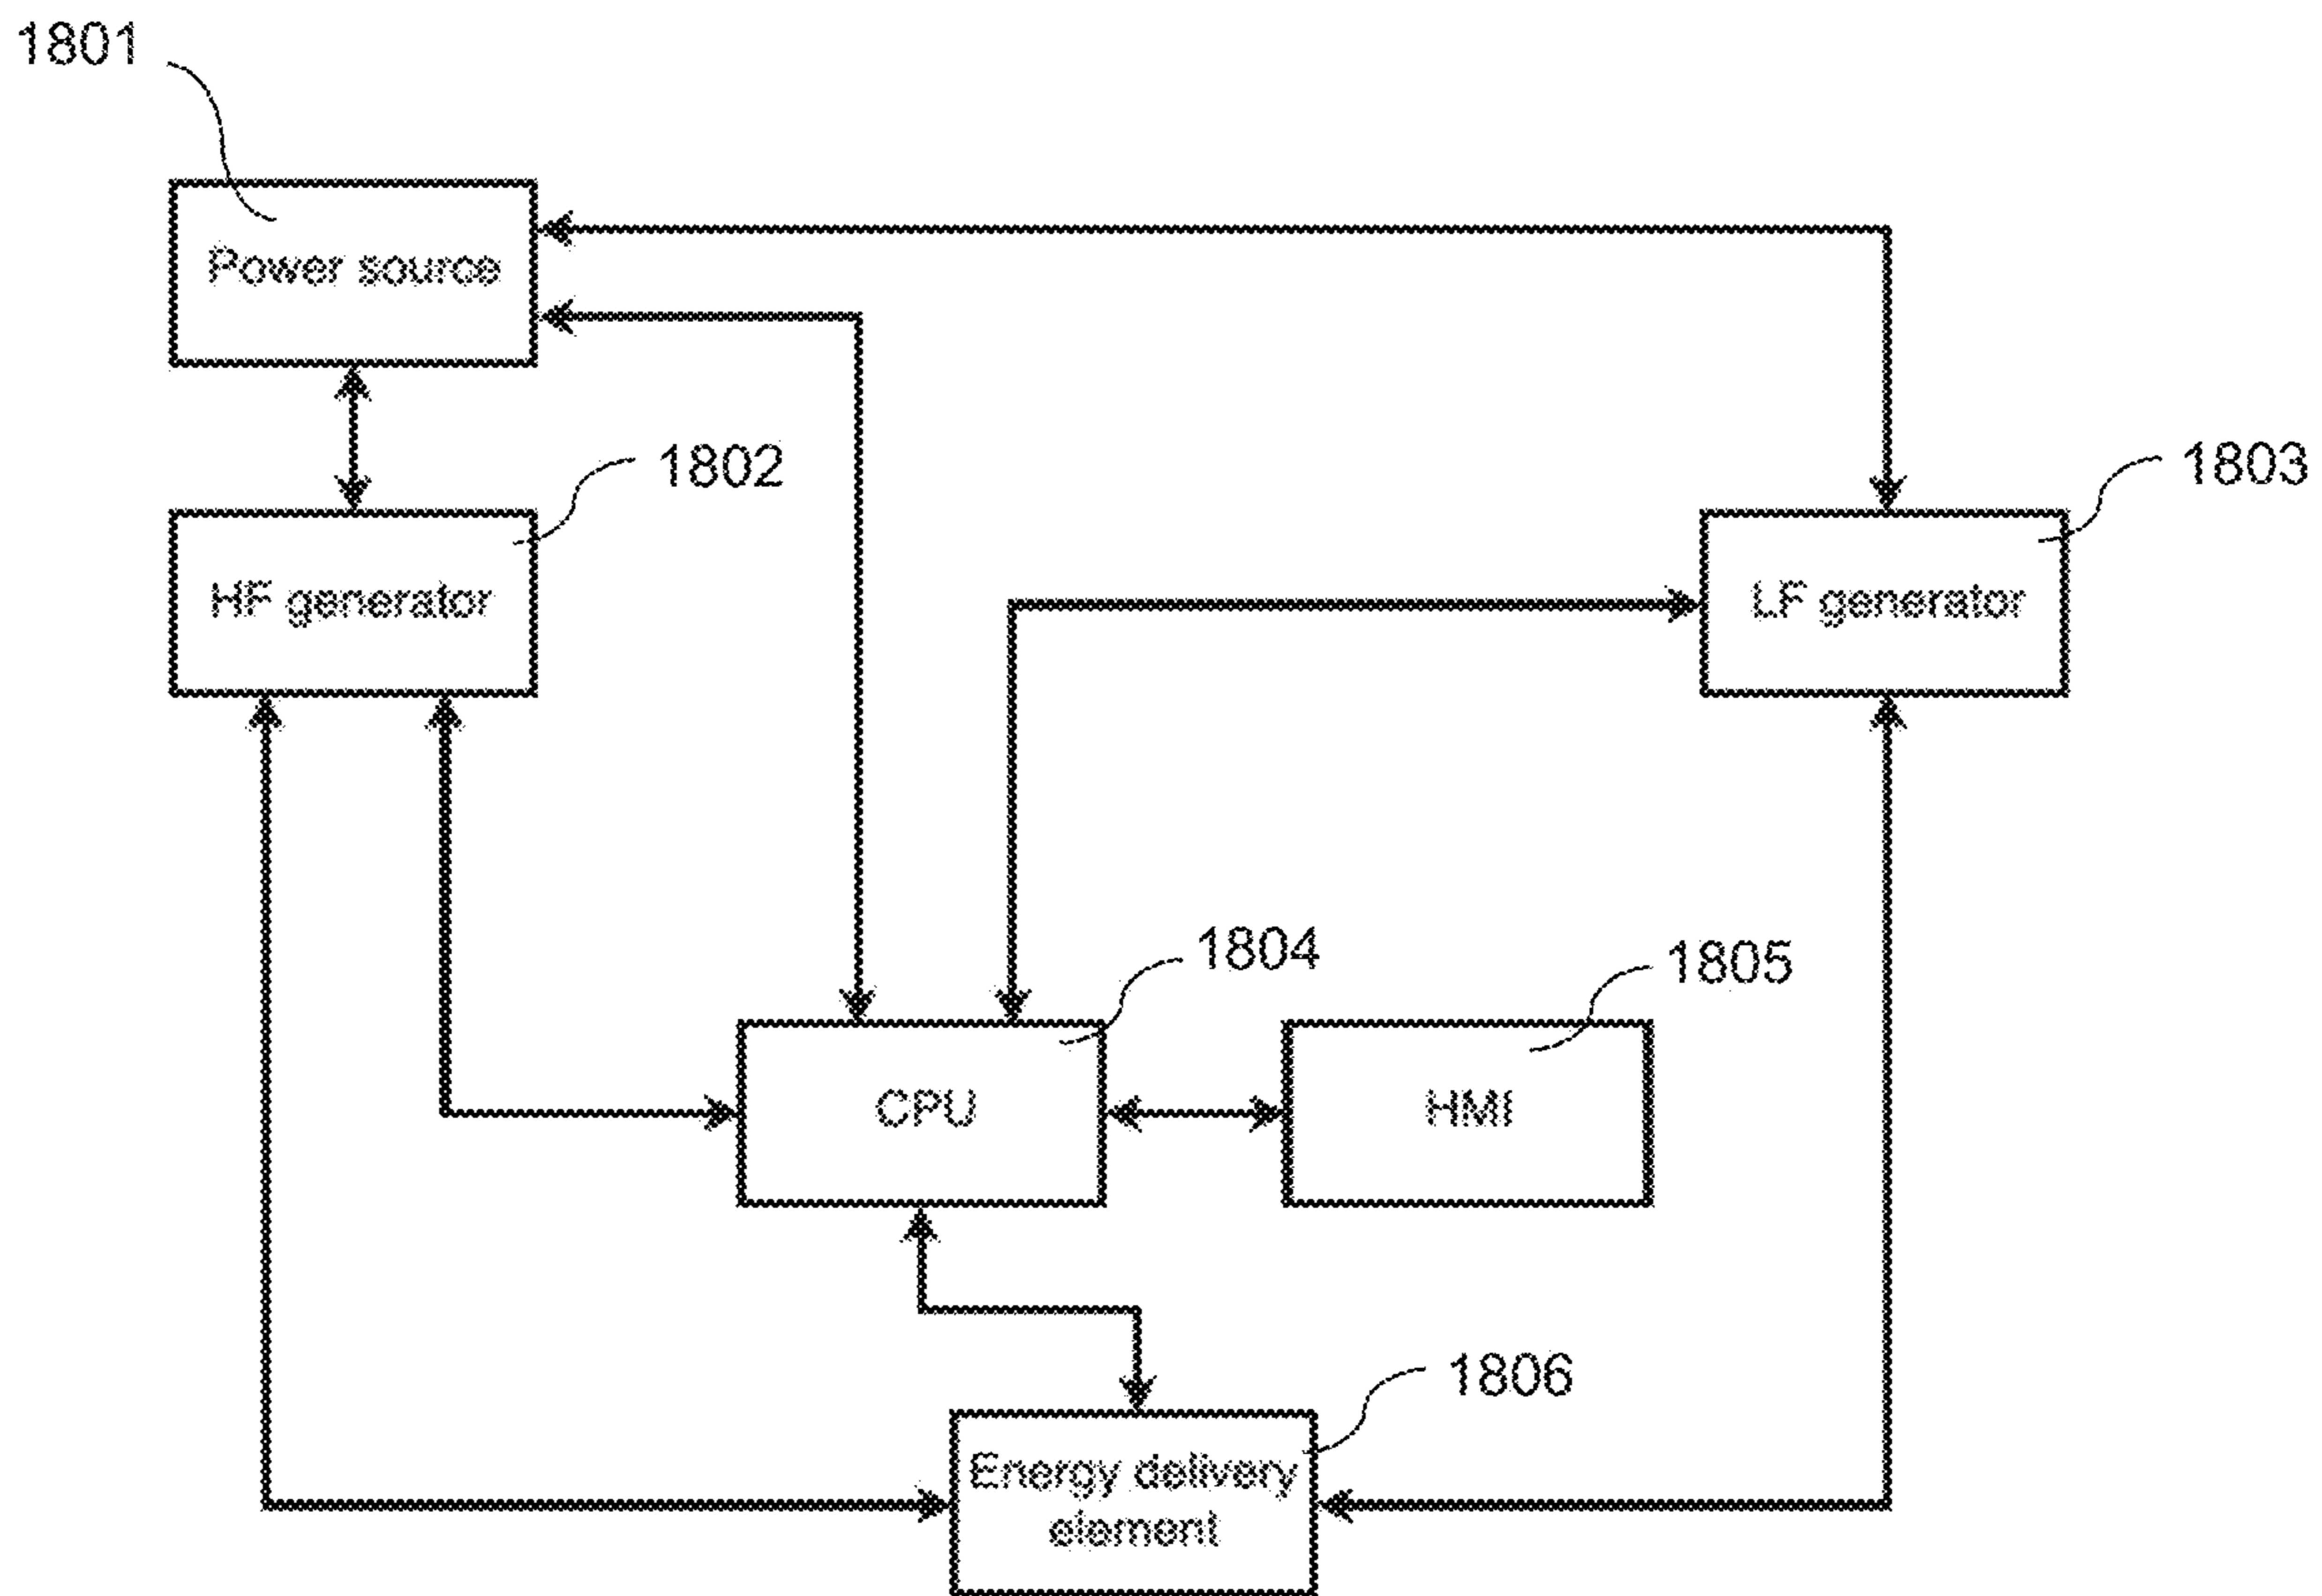 1801
Power source
1802
1803
HF generator
LF generator
1804
1805
CPU
HMI
1806
Energy delivery
element